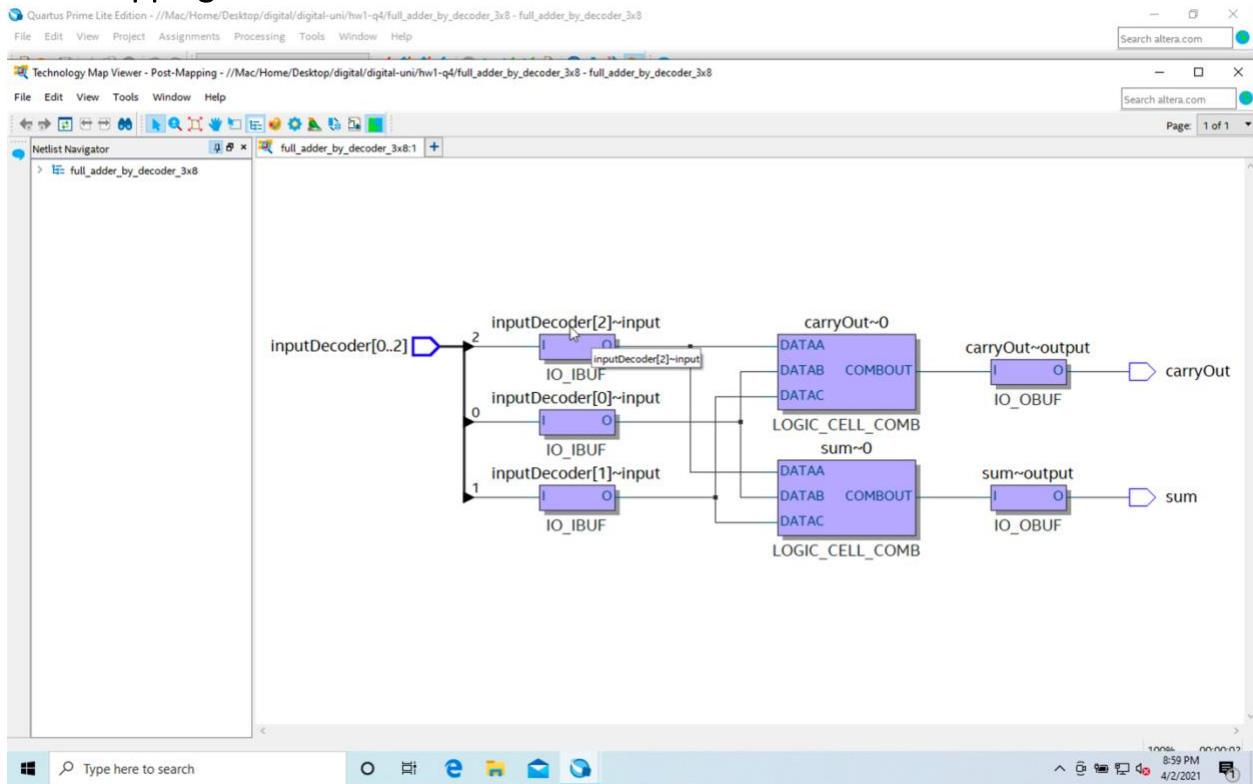 Quartus Prime Lite Edition - //Mac/Home/Desktop/digital/digital-uni/hw1-q4/full_adder_by_decoder_3x8 - full_adder_by_decoder_3x8
File Edit View Project Assignments Processing Tools Window Help
Search altera.com
Technology Map Viewer - Post-Mapping - //Mac/Home/Desktop/digital/digital-uni/hw1-q4/full_adder_by_decoder_3x8 - full_adder_by_decoder_3x8
File Edit View Tools Window Help
Search altera.com
Page: 1 of 1
Netlist Navigator
full_adder_by_decoder_3x8:1
full_adder_by_decoder_3x8
inputDecoder[0..2]
2
inputDecoder[2]~input
I O
inputDecoder[2]~input
IO_IBUF
0
inputDecoder[0]~input
I O
IO_IBUF
1
inputDecoder[1]~input
I O
IO_IBUF
carryOut~0
DATAA
DATAB COMBOUT
DATAC
LOGIC_CELL_COMB
sum~0
DATAA
DATAB COMBOUT
DATAC
LOGIC_CELL_COMB
carryOut~output
I O
IO_OBUF
carryOut
sum~output
I O
IO_OBUF
sum
100% 00:00:02
Type here to search
8:59 PM
4/2/2021